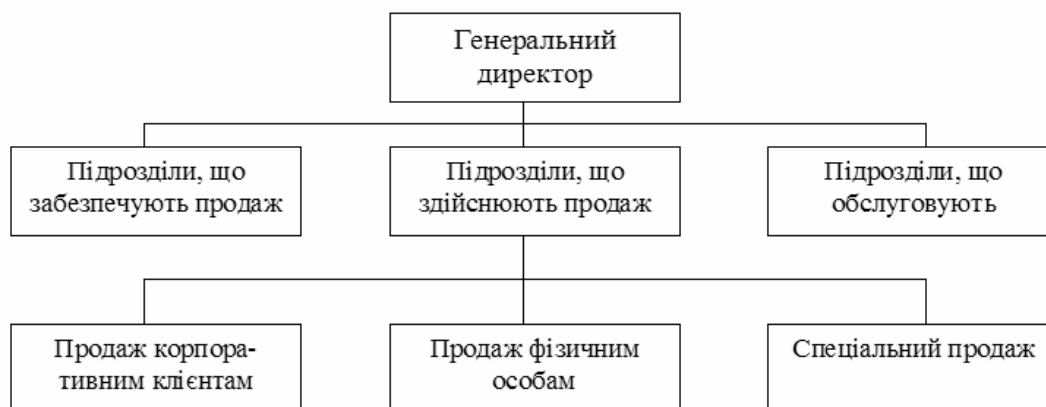 Генеральний
директор
Підрозділи, що
забезпечують продаж
Підрозділи, що
здійснюють продаж
Підрозділи, що
обслуговують
Продаж корпора-
тивним клієнтам
Продаж фізичним
особам
Спеціальний продаж